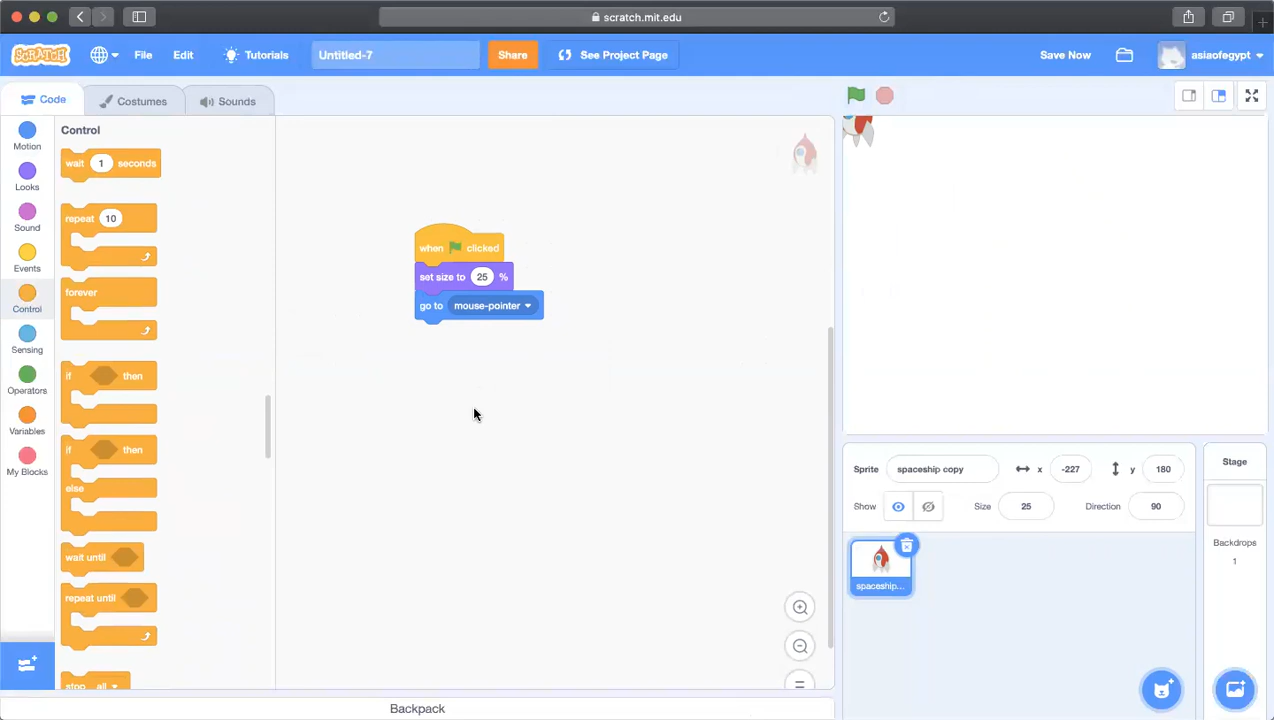 scratch.mit.edu
SCRATCH
File
Edit
Tutorials
Untitled-7
Share
See Project Page
Save Now
asiaofegypt
Code
Costumes
Sounds
Motion
Looks
Sound
Events
Control
Sensing
Operators
Variables
My Blocks
Control
wait 1 seconds
repeat 10
forever
if then
if then
else
wait until
repeat until
stop all
when clicked
set size to 25 %
go to mouse-pointer
Sprite spaceship copy x -227 y 180
Show Size 25 Direction 90
spaceship...
Stage
Backdrops
1
Backpack